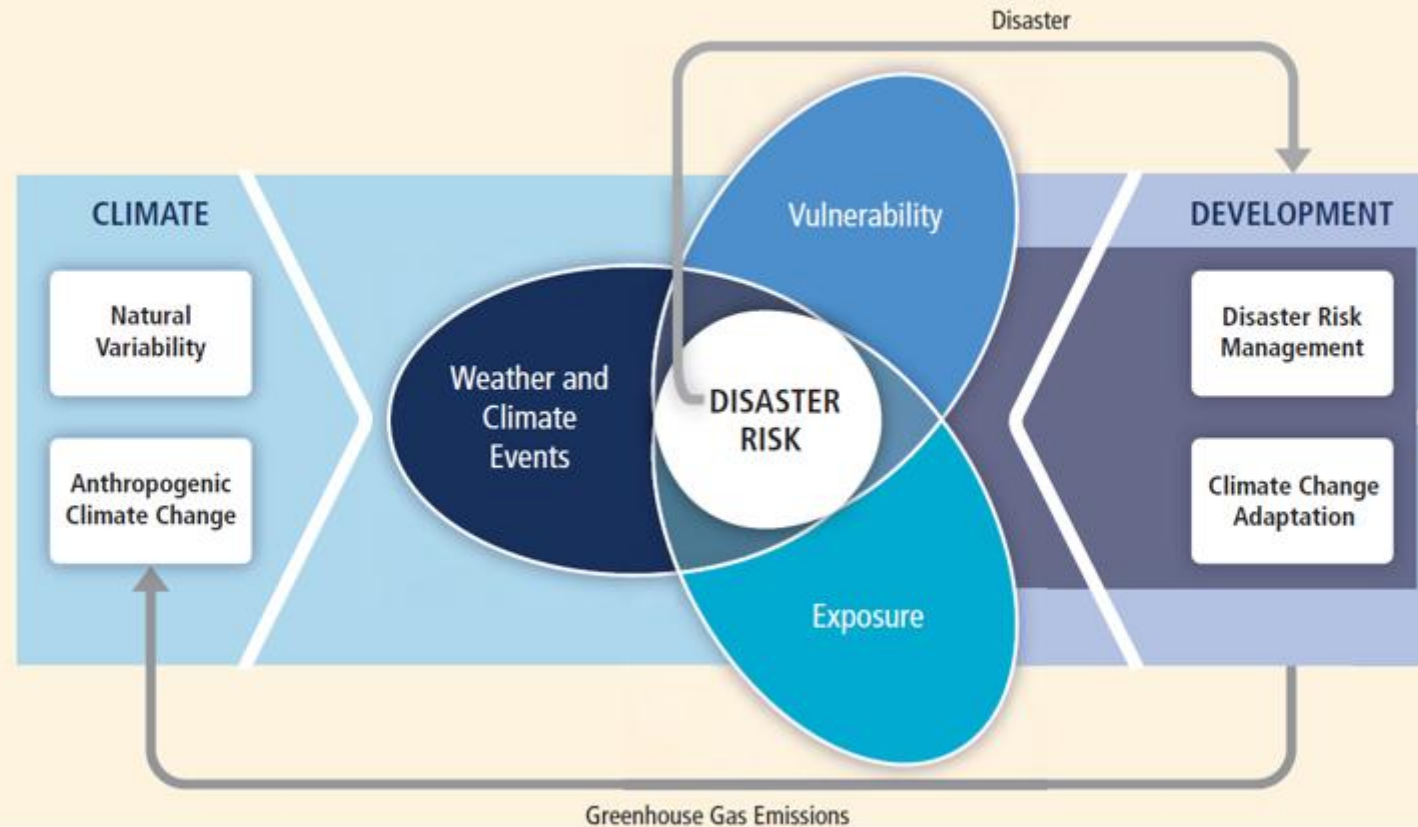 Disaster
CLIMATE
Natural
Variability
Anthropogenic
Climate Change
Weather and
Climate
Events
Vulnerability
DISASTER
RISK
Exposure
DEVELOPMENT
Disaster Risk
Management
Climate Change
Adaptation
Greenhouse Gas Emissions